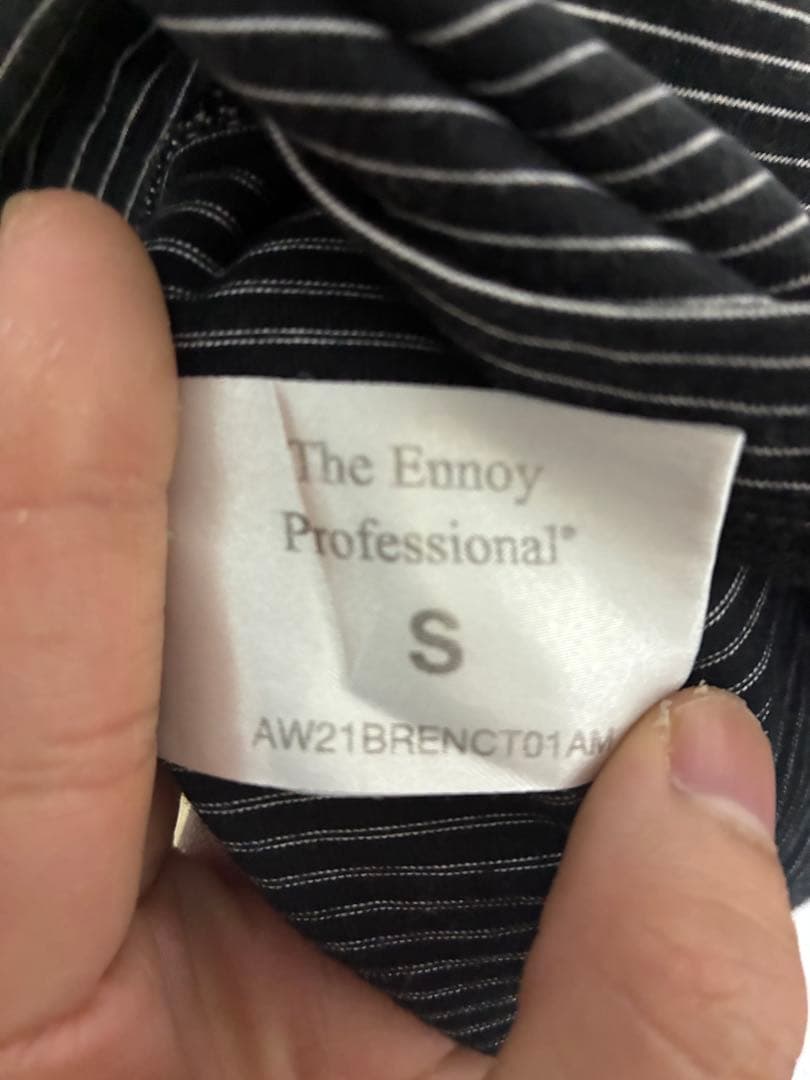 The Ennoy
Professional®
S
AW21BRENCT01AM